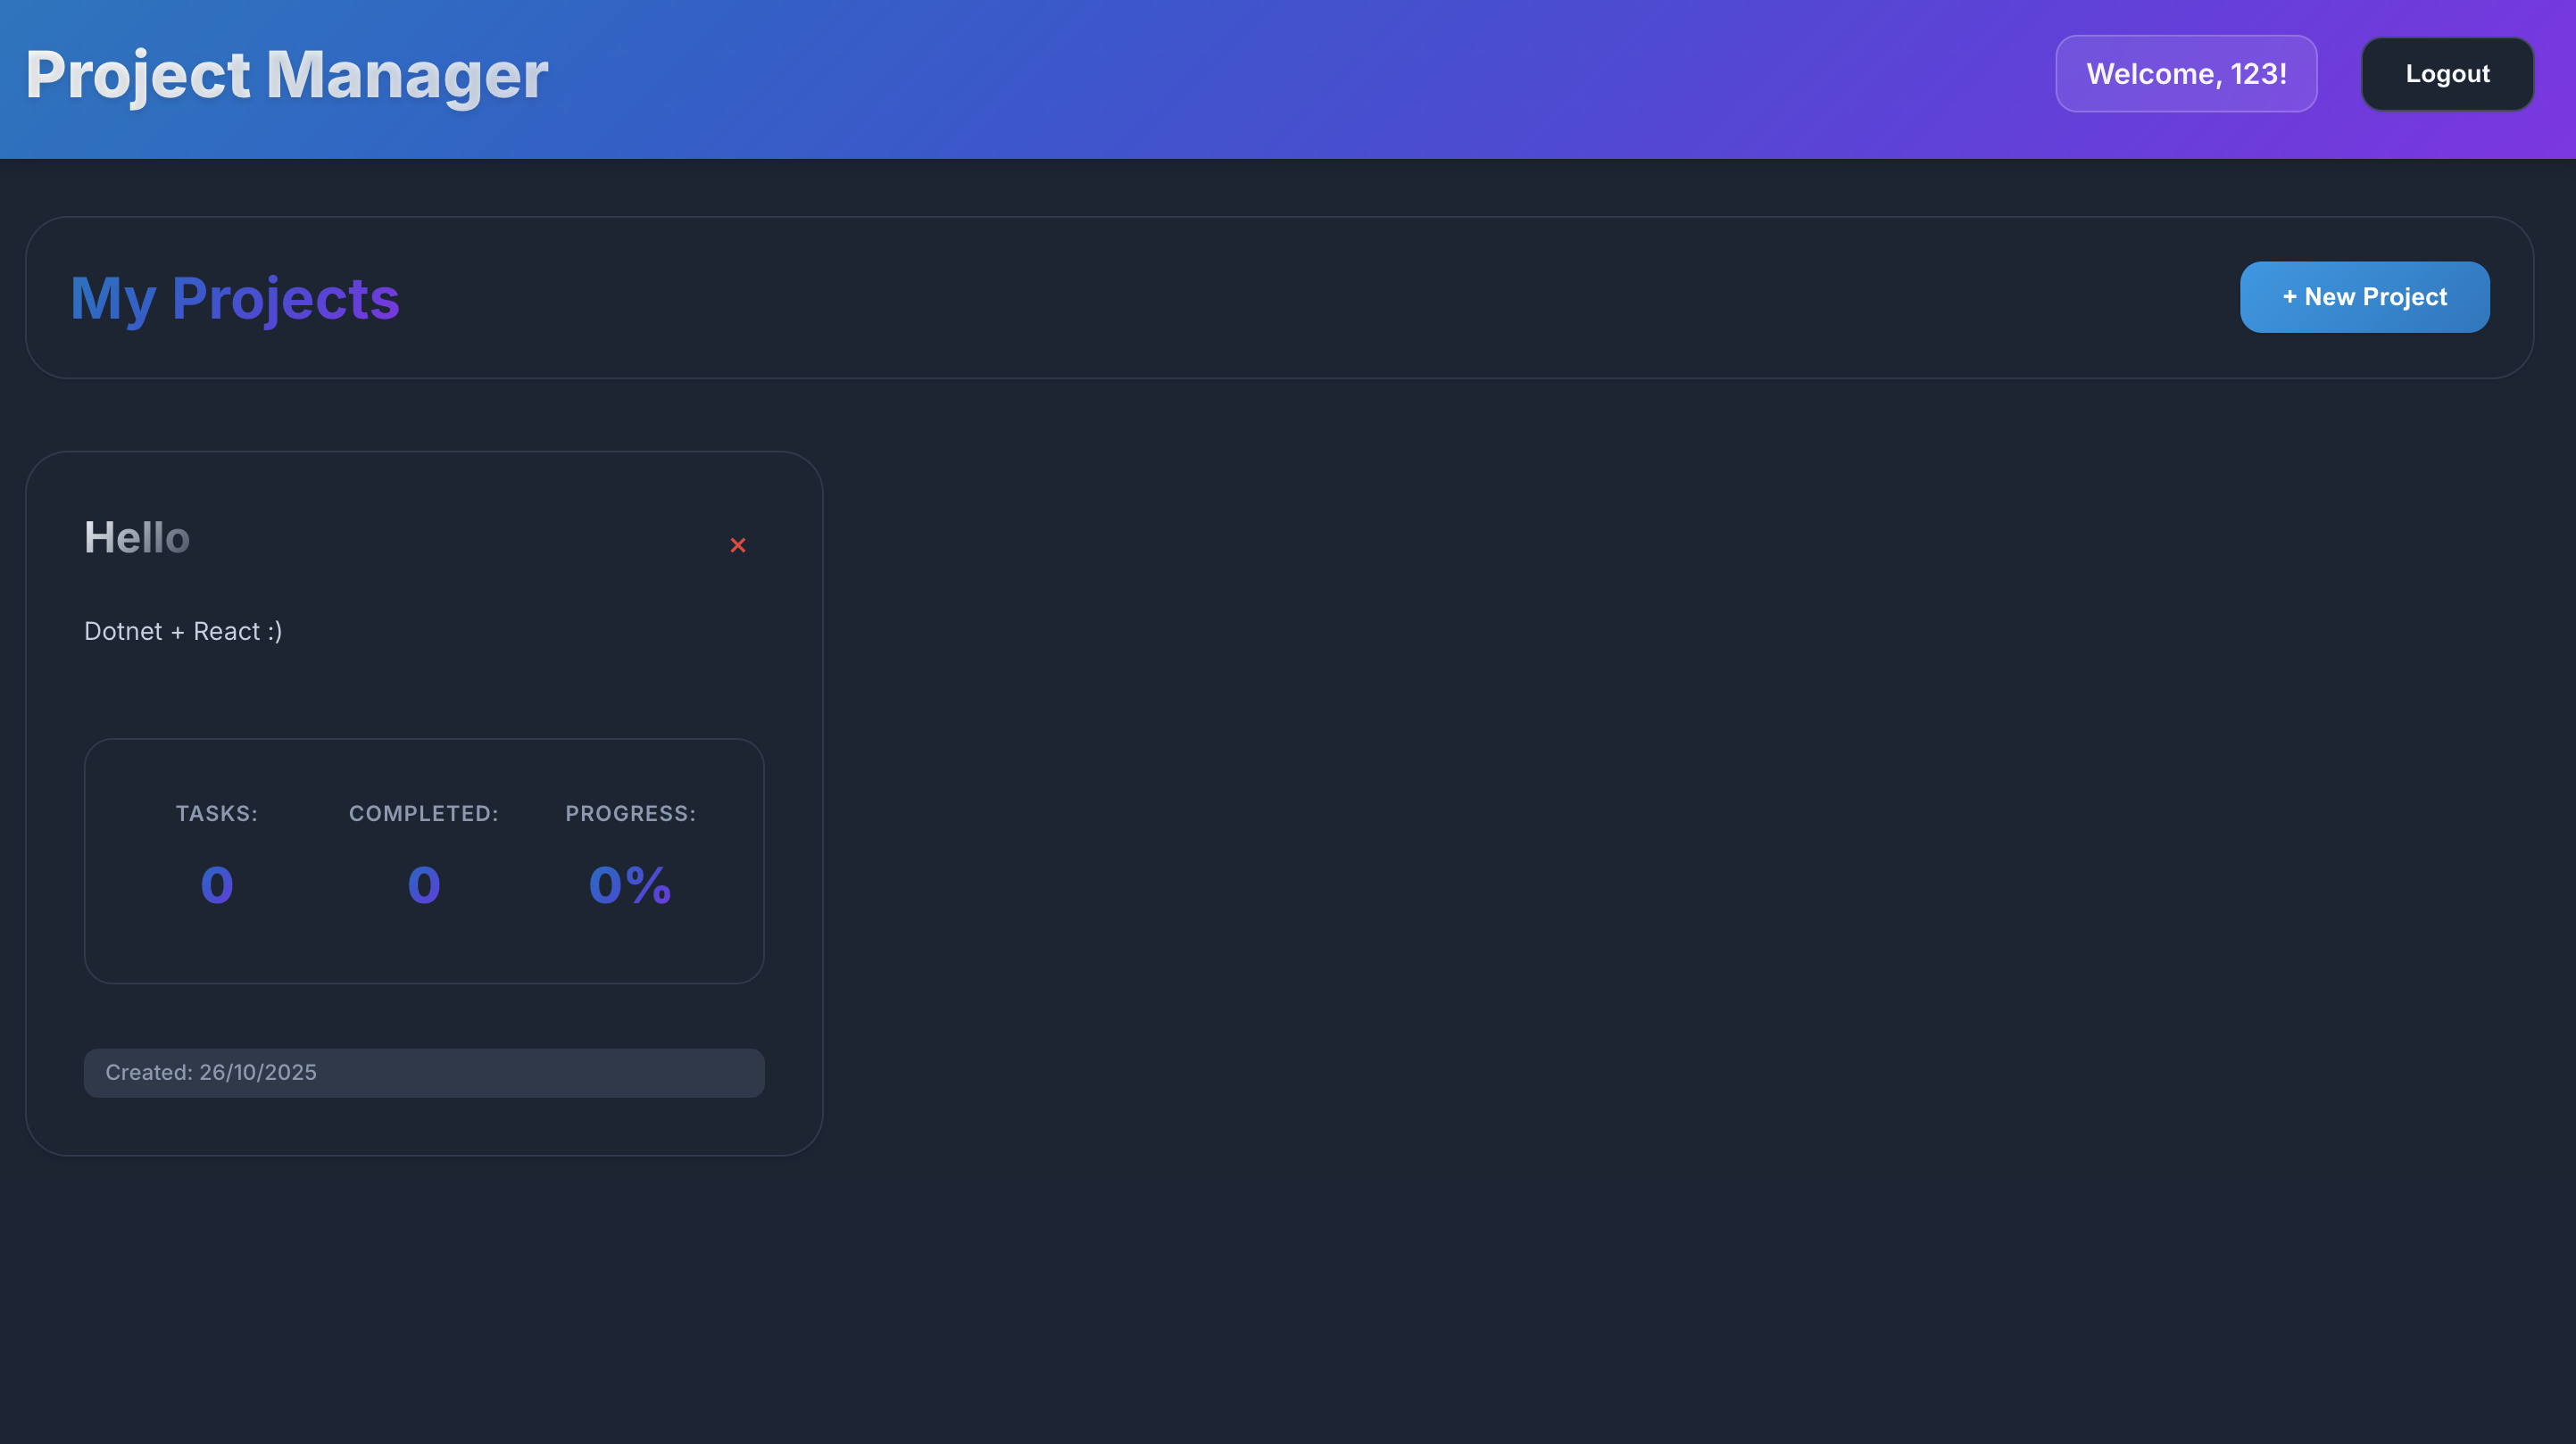 Project Manager
Welcome, 123!
Logout
My Projects
+ New Project
Hello
×
Dotnet + React :)
TASKS: COMPLETED: PROGRESS:
0 0 0%
Created: 26/10/2025